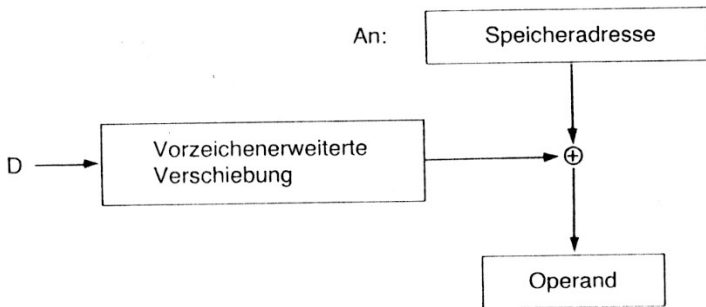 An: Speicheradresse
D
Vorzeichenerweiterte
Verschiebung
Operand